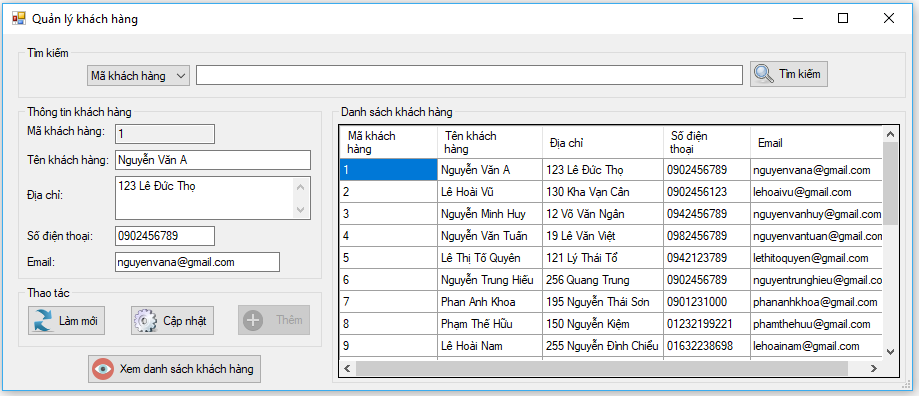 Quản lý khách hàng
Tìm kiếm
Mã khách hàng
Tìm kiếm
Thông tin khách hàng
Mã khách hàng: 1
Tên khách hàng: Nguyễn Văn A
Địa chỉ: 123 Lê Đức Thọ
Số điện thoại: 0902456789
Email: nguyenvana@gmail.com
Thao tác
Làm mới Cập nhật Thêm
Xem danh sách khách hàng
Danh sách khách hàng
Mã khách hàng Tên khách hàng Địa chỉ Số điện thoại Email
1 Nguyễn Văn A 123 Lê Đức Thọ 0902456789 nguyenvana@gmail.com
2 Lê Hoài Vũ 130 Kha Vạn Cân 0902456123 lehoaivu@gmail.com
3 Nguyễn Minh Huy 12 Võ Văn Ngân 0942456789 nguyenvanhuy@gmail.com
4 Nguyễn Văn Tuấn 19 Lê Văn Việt 0982456789 nguyenvantuan@gmail.com
5 Lê Thị Tố Quyên 121 Lý Thái Tổ 0942123789 lethitoquyen@gmail.com
6 Nguyễn Trung Hiếu 256 Quang Trung 0902456789 nguyentrunghieu@gmail.com
7 Phan Anh Khoa 195 Nguyễn Thái Sơn 0901231000 phananhkhoa@gmail.com
8 Phạm Thế Hữu 150 Nguyễn Kiệm 01232199221 phamthehuu@gmail.com
9 Lê Hoài Nam 255 Nguyễn Đình Chiểu 01632238698 lehoainam@gmail.com